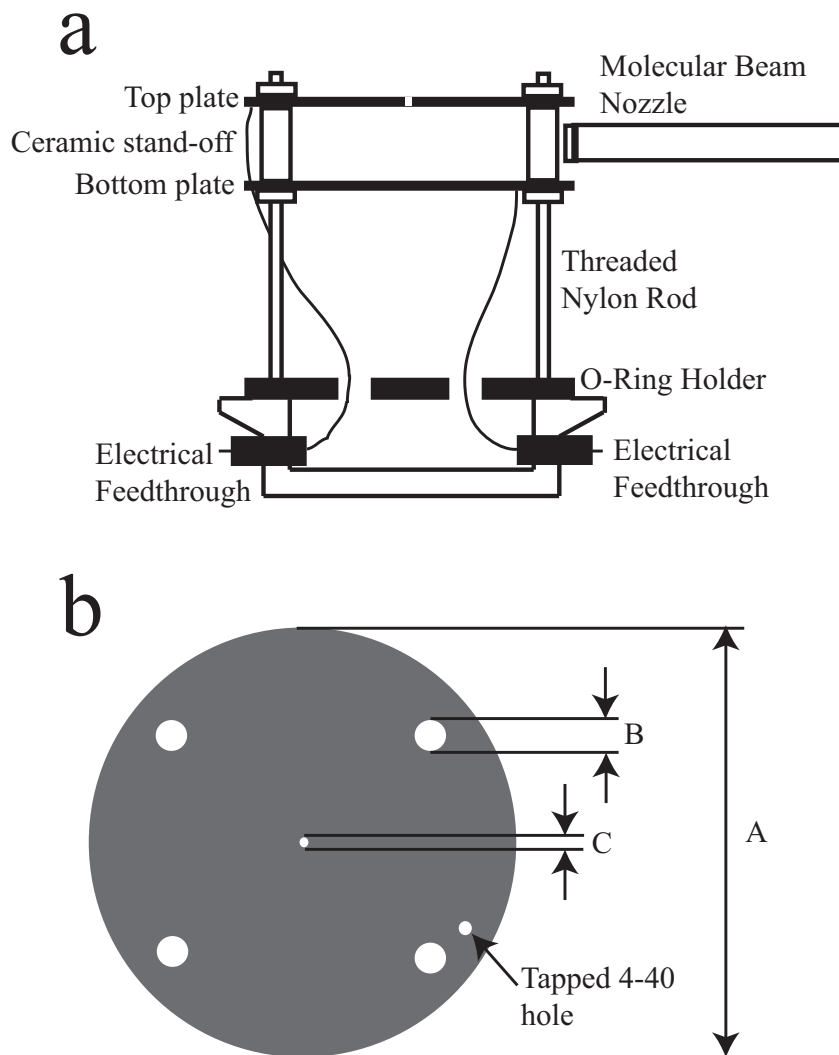 a
Molecular Beam
Nozzle
Top plate
Ceramic stand-off
Bottom plate
Threaded
Nylon Rod
O-Ring Holder
Electrical
Feedthrough
Electrical
Feedthrough
b
B
C
A
Tapped 4-40
hole